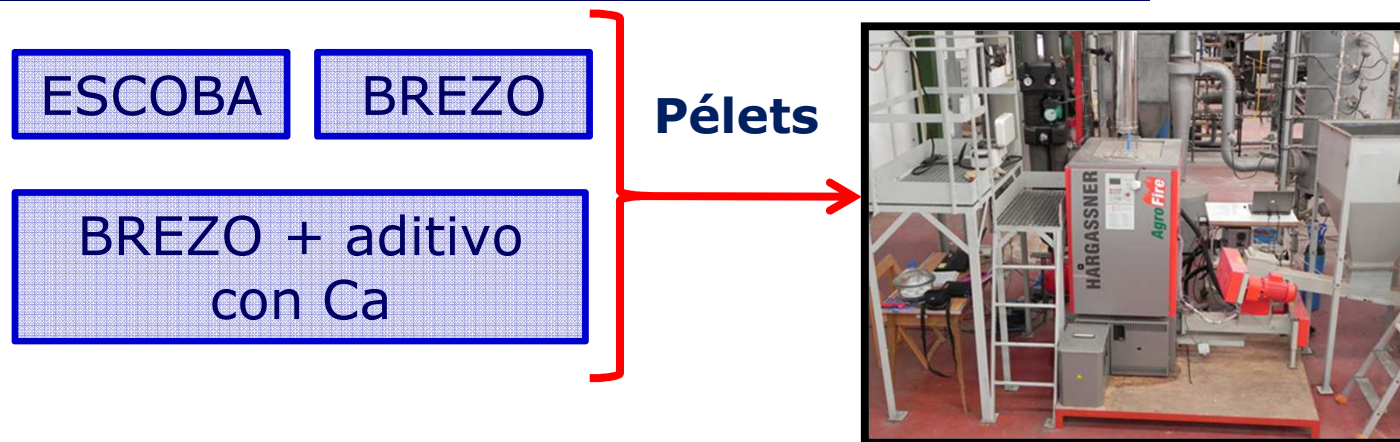 ESCOBA
BREZO
BREZO + aditivo
con Ca
Pélets
HARGASSNER
AgroFire